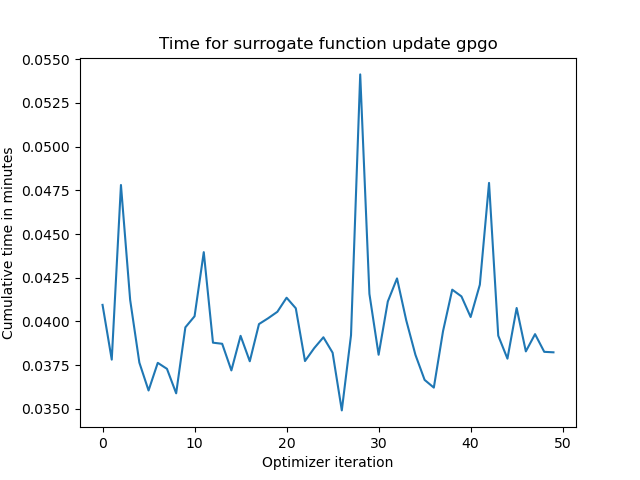 Time for surrogate function update gpgo
Cumulative time in minutes
0.0550
0.0525
0.0500
0.0475
0.0450
0.0425
0.0400
0.0375
0.0350
0 10 20 30 40 50
Optimizer iteration